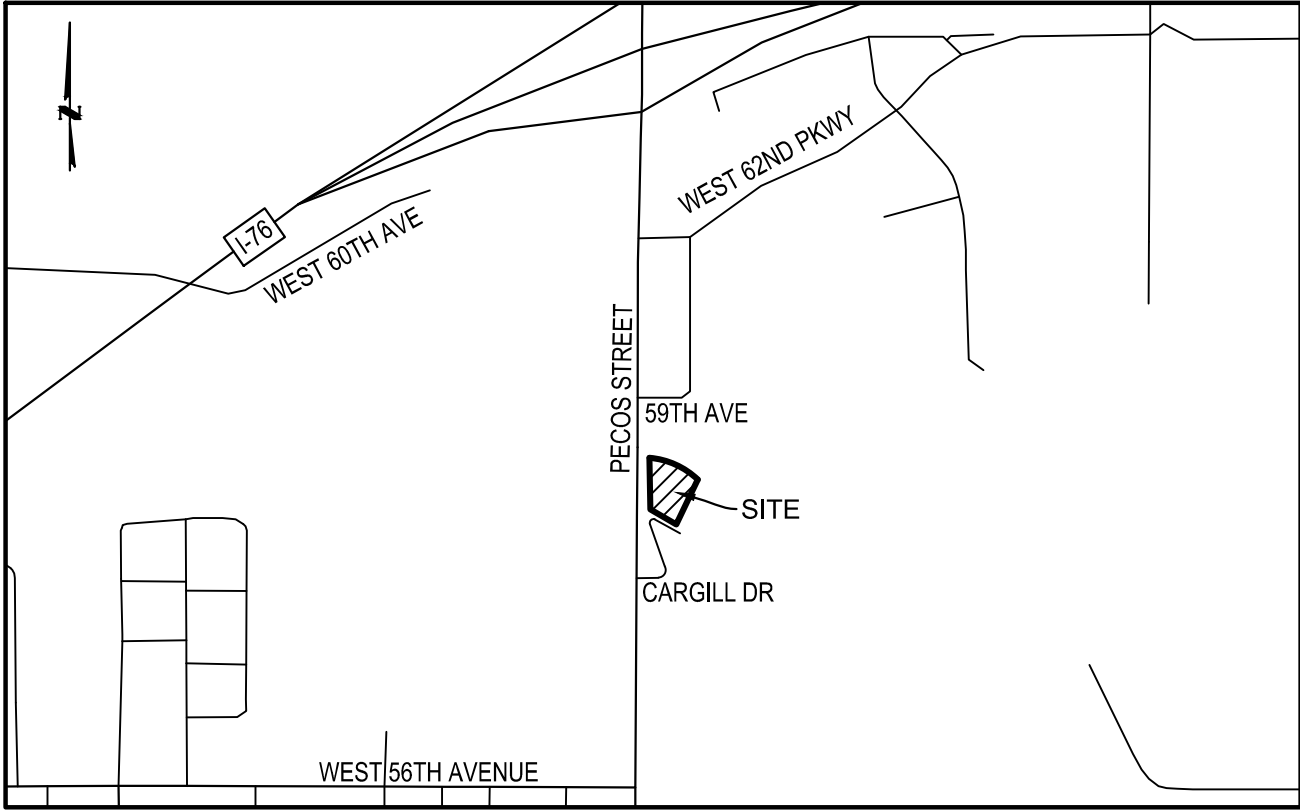 N
WEST 62ND PKWY
I-76
WEST 60TH AVE
PECOS STREET
59TH AVE
SITE
CARGILL DR
WEST 56TH AVENUE